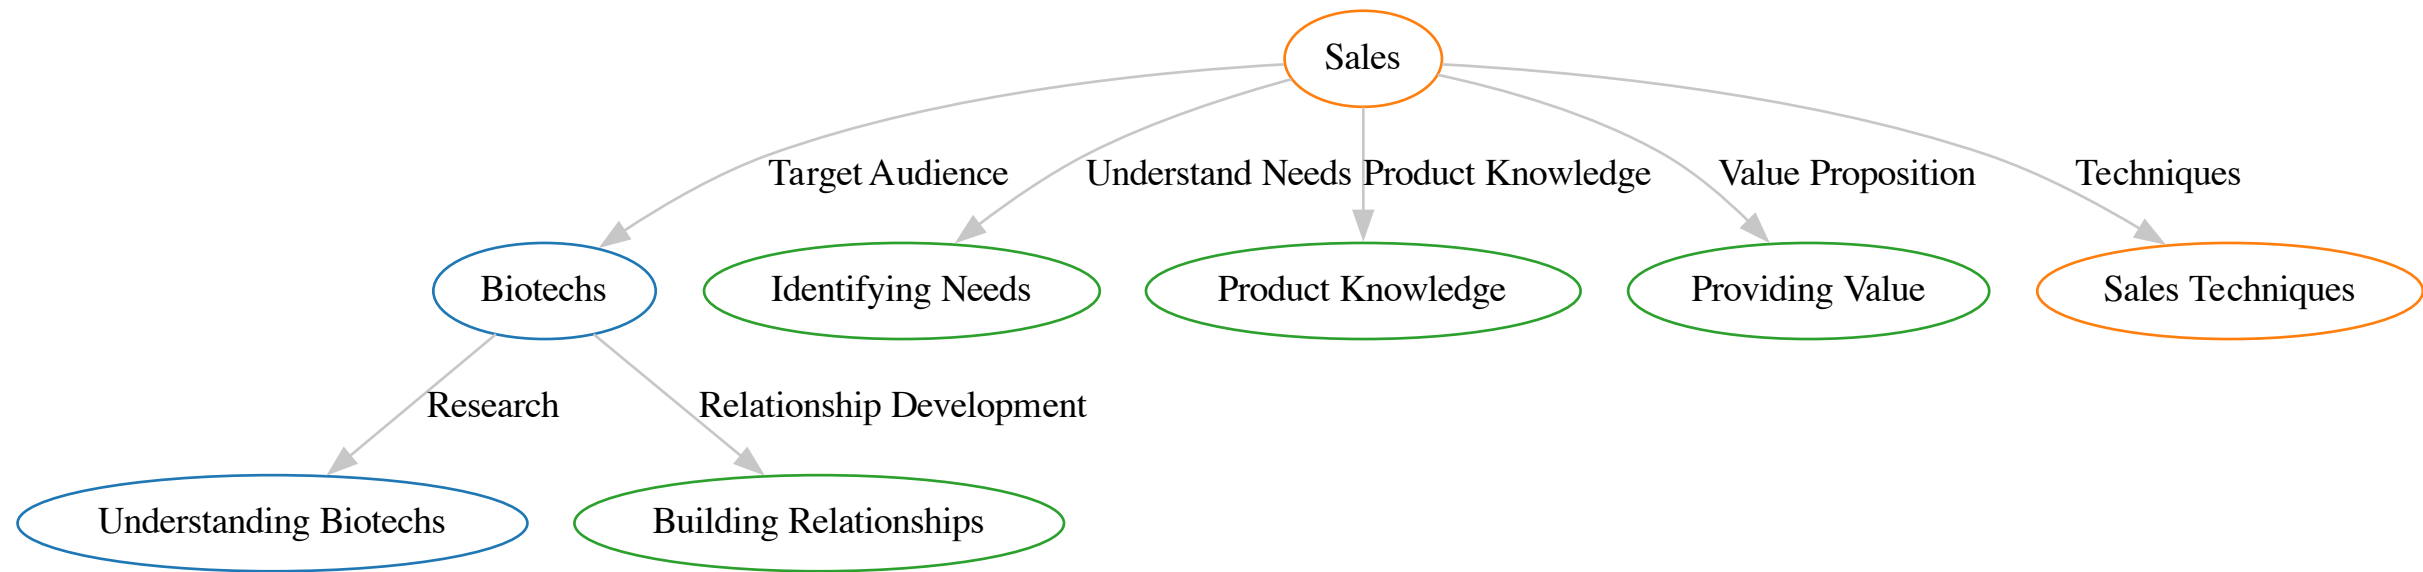 Sales
Target Audience
Understand Needs
Product Knowledge
Value Proposition
Techniques
Biotechs
Identifying Needs
Product Knowledge
Providing Value
Sales Techniques
Research
Relationship Development
Understanding Biotechs
Building Relationships